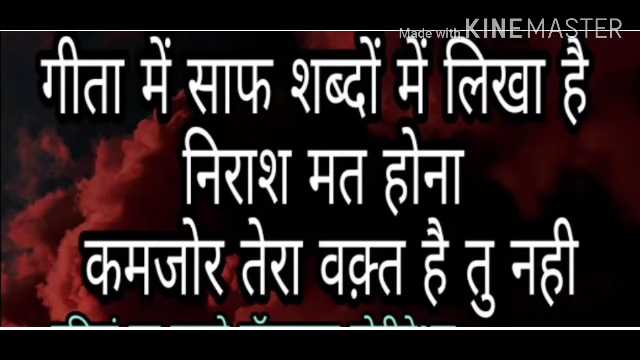 Made with KINEMASTER
गीता में साफ शब्दों में लिखा है
निराश मत होना
कमजोर तेरा वक़्त है तु नही